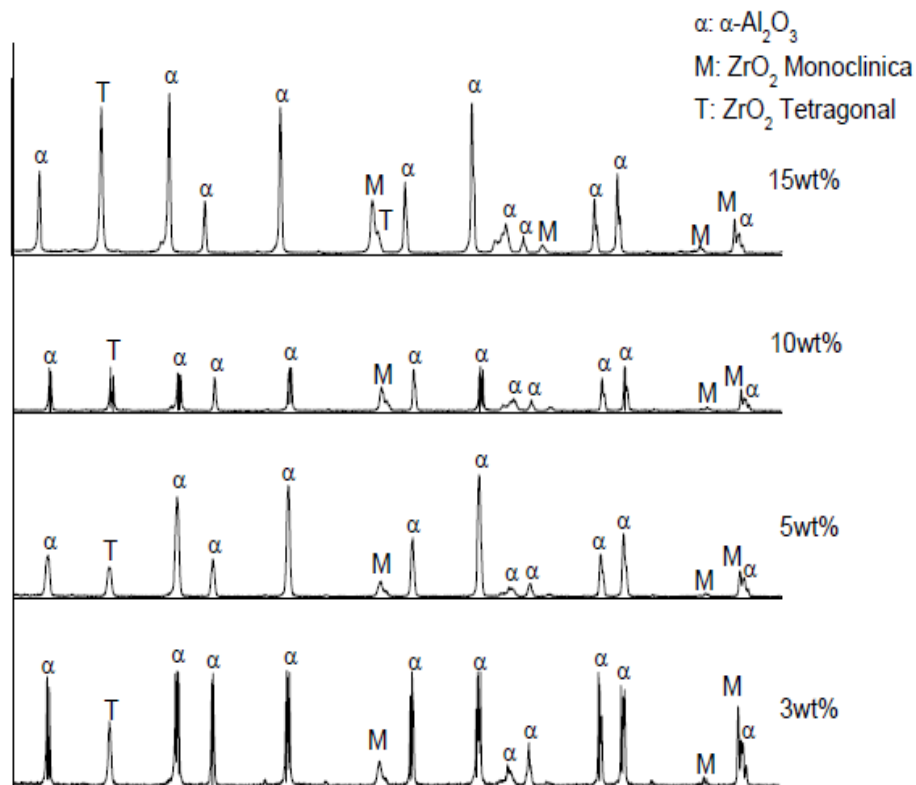 α: α-Al₂O₃
M: ZrO₂ Monoclinica
T: ZrO₂ Tetragonal
α T α α α M T α α α α M α α M M α
15wt%
α T α α α M α α α α α α M M α
10wt%
α T α α α M α α α α α α M M α
5wt%
α T α α α M α α α α α α M M α
3wt%